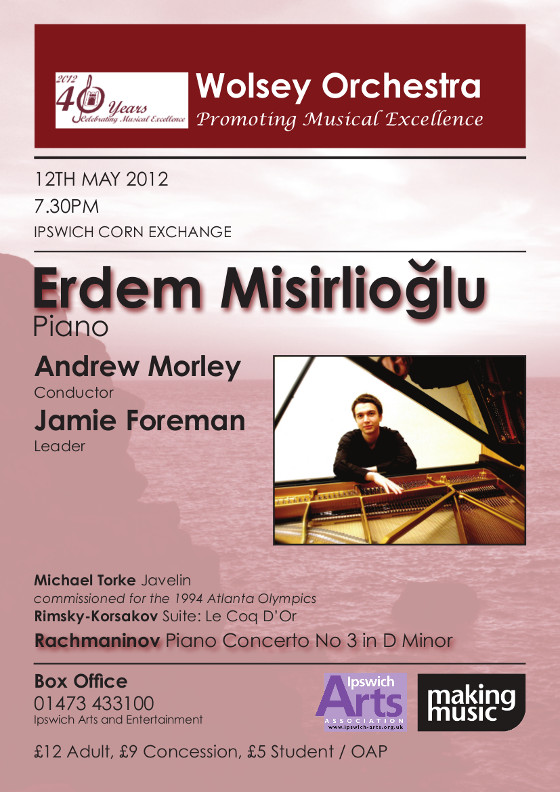 2012
40 Years
Celebrating Musical Excellence
Wolsey Orchestra
Promoting Musical Excellence
12TH MAY 2012
7.30PM
IPSWICH CORN EXCHANGE
Erdem Misirlioğlu
Piano
Andrew Morley
Conductor
Jamie Foreman
Leader
Michael Torke Javelin
commissioned for the 1994 Atlanta Olympics
Rimsky-Korsakov Suite: Le Coq D'Or
Rachmaninov Piano Concerto No 3 in D Minor
Box Office
01473 433100
Ipswich Arts and Entertainment
Ipswich
Arts
ASSOCIATION
www.ipswich-arts.org.uk
making
music
£12 Adult, £9 Concession, £5 Student / OAP